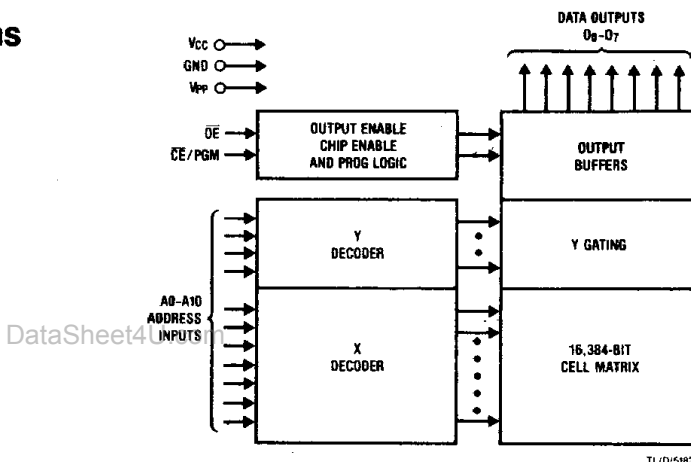 DATA OUTPUTS
O0-O7
VCC
GND
VPP
OE
CE/PGM
OUTPUT ENABLE
CHIP ENABLE
AND PROG LOGIC
OUTPUT
BUFFERS
Y
DECODER
Y GATING
A0-A10
ADDRESS
INPUTS
DataSheet4U.com
X
DECODER
16,384-BIT
CELL MATRIX